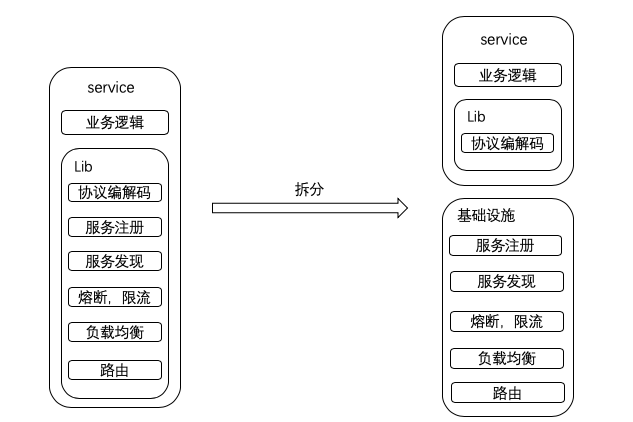 service
业务逻辑
Lib
协议编解码
服务注册
服务发现
熔断，限流
负载均衡
路由
拆分
service
业务逻辑
Lib
协议编解码
基础设施
服务注册
服务发现
熔断，限流
负载均衡
路由